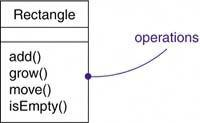 Rectangle
operations
add()
grow()
move()
isEmpty()